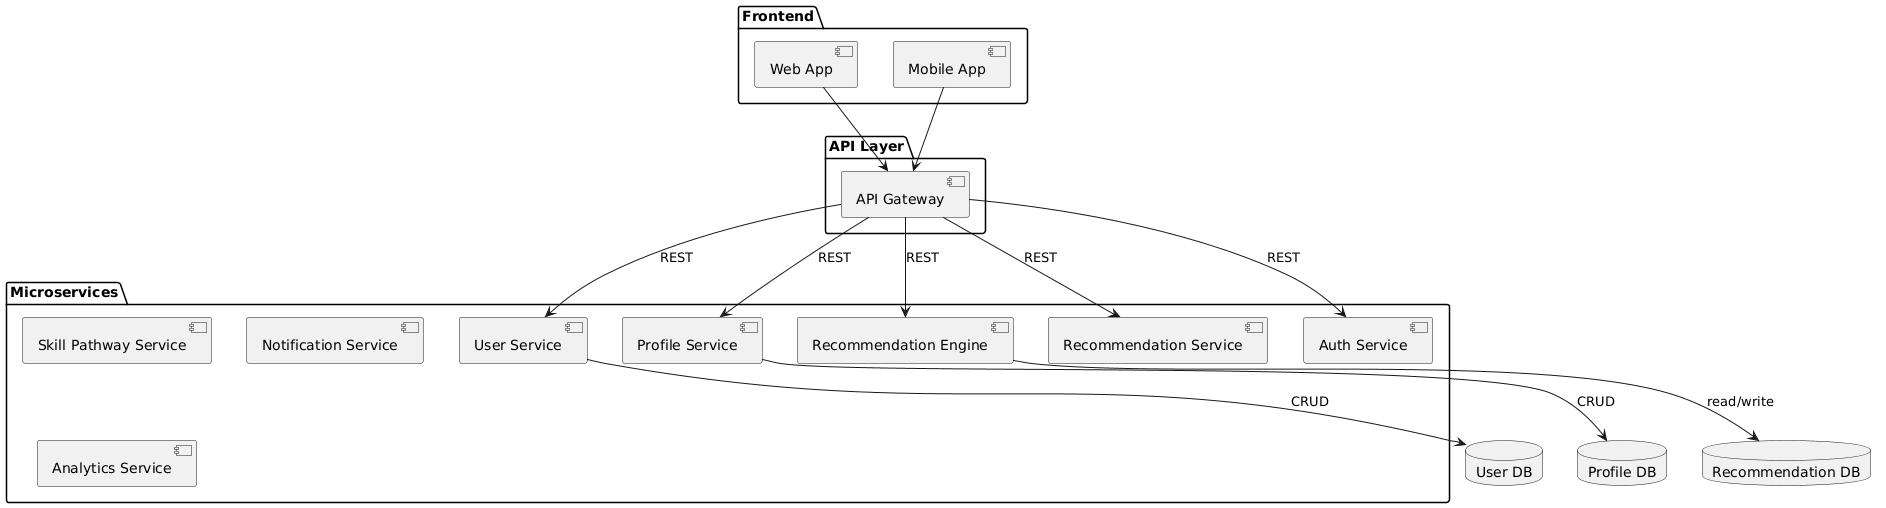 Frontend
Web App
Mobile App
API Layer
API Gateway
REST
REST
REST
REST
REST
Microservices
Skill Pathway Service
Notification Service
User Service
Profile Service
Recommendation Engine
Recommendation Service
Auth Service
CRUD
CRUD
read/write
Analytics Service
User DB
Profile DB
Recommendation DB